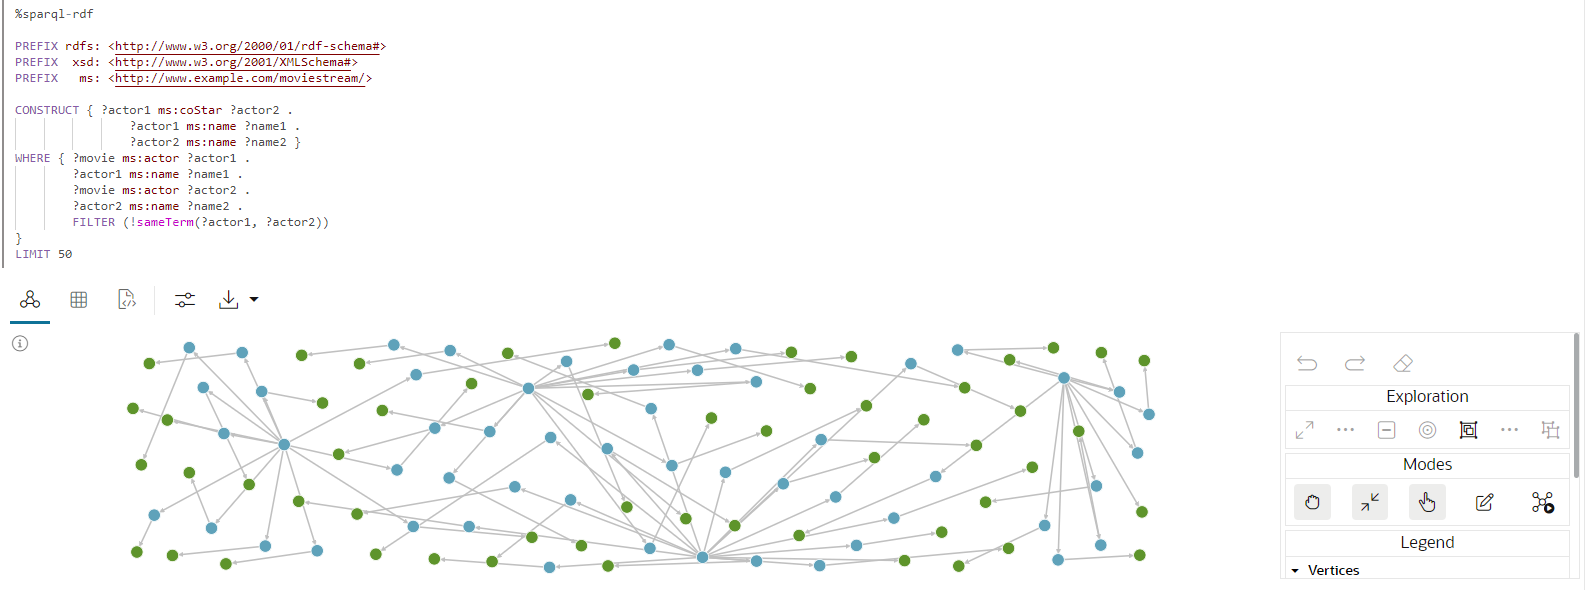 %sparql-rdf
PREFIX rdfs: <http://www.w3.org/2000/01/rdf-schema#>
PREFIX  xsd: <http://www.w3.org/2001/XMLSchema#>
PREFIX   ms: <http://www.example.com/moviestream/>
CONSTRUCT { ?actor1 ms:coStar ?actor2 .
?actor1 ms:name ?name1 .
?actor2 ms:name ?name2 }
WHERE { ?movie ms:actor ?actor1 .
?actor1 ms:name ?name1 .
?movie ms:actor ?actor2 .
?actor2 ms:name ?name2 .
FILTER (!sameTerm(?actor1, ?actor2))
}
LIMIT 50
Exploration
Modes
Legend
Vertices